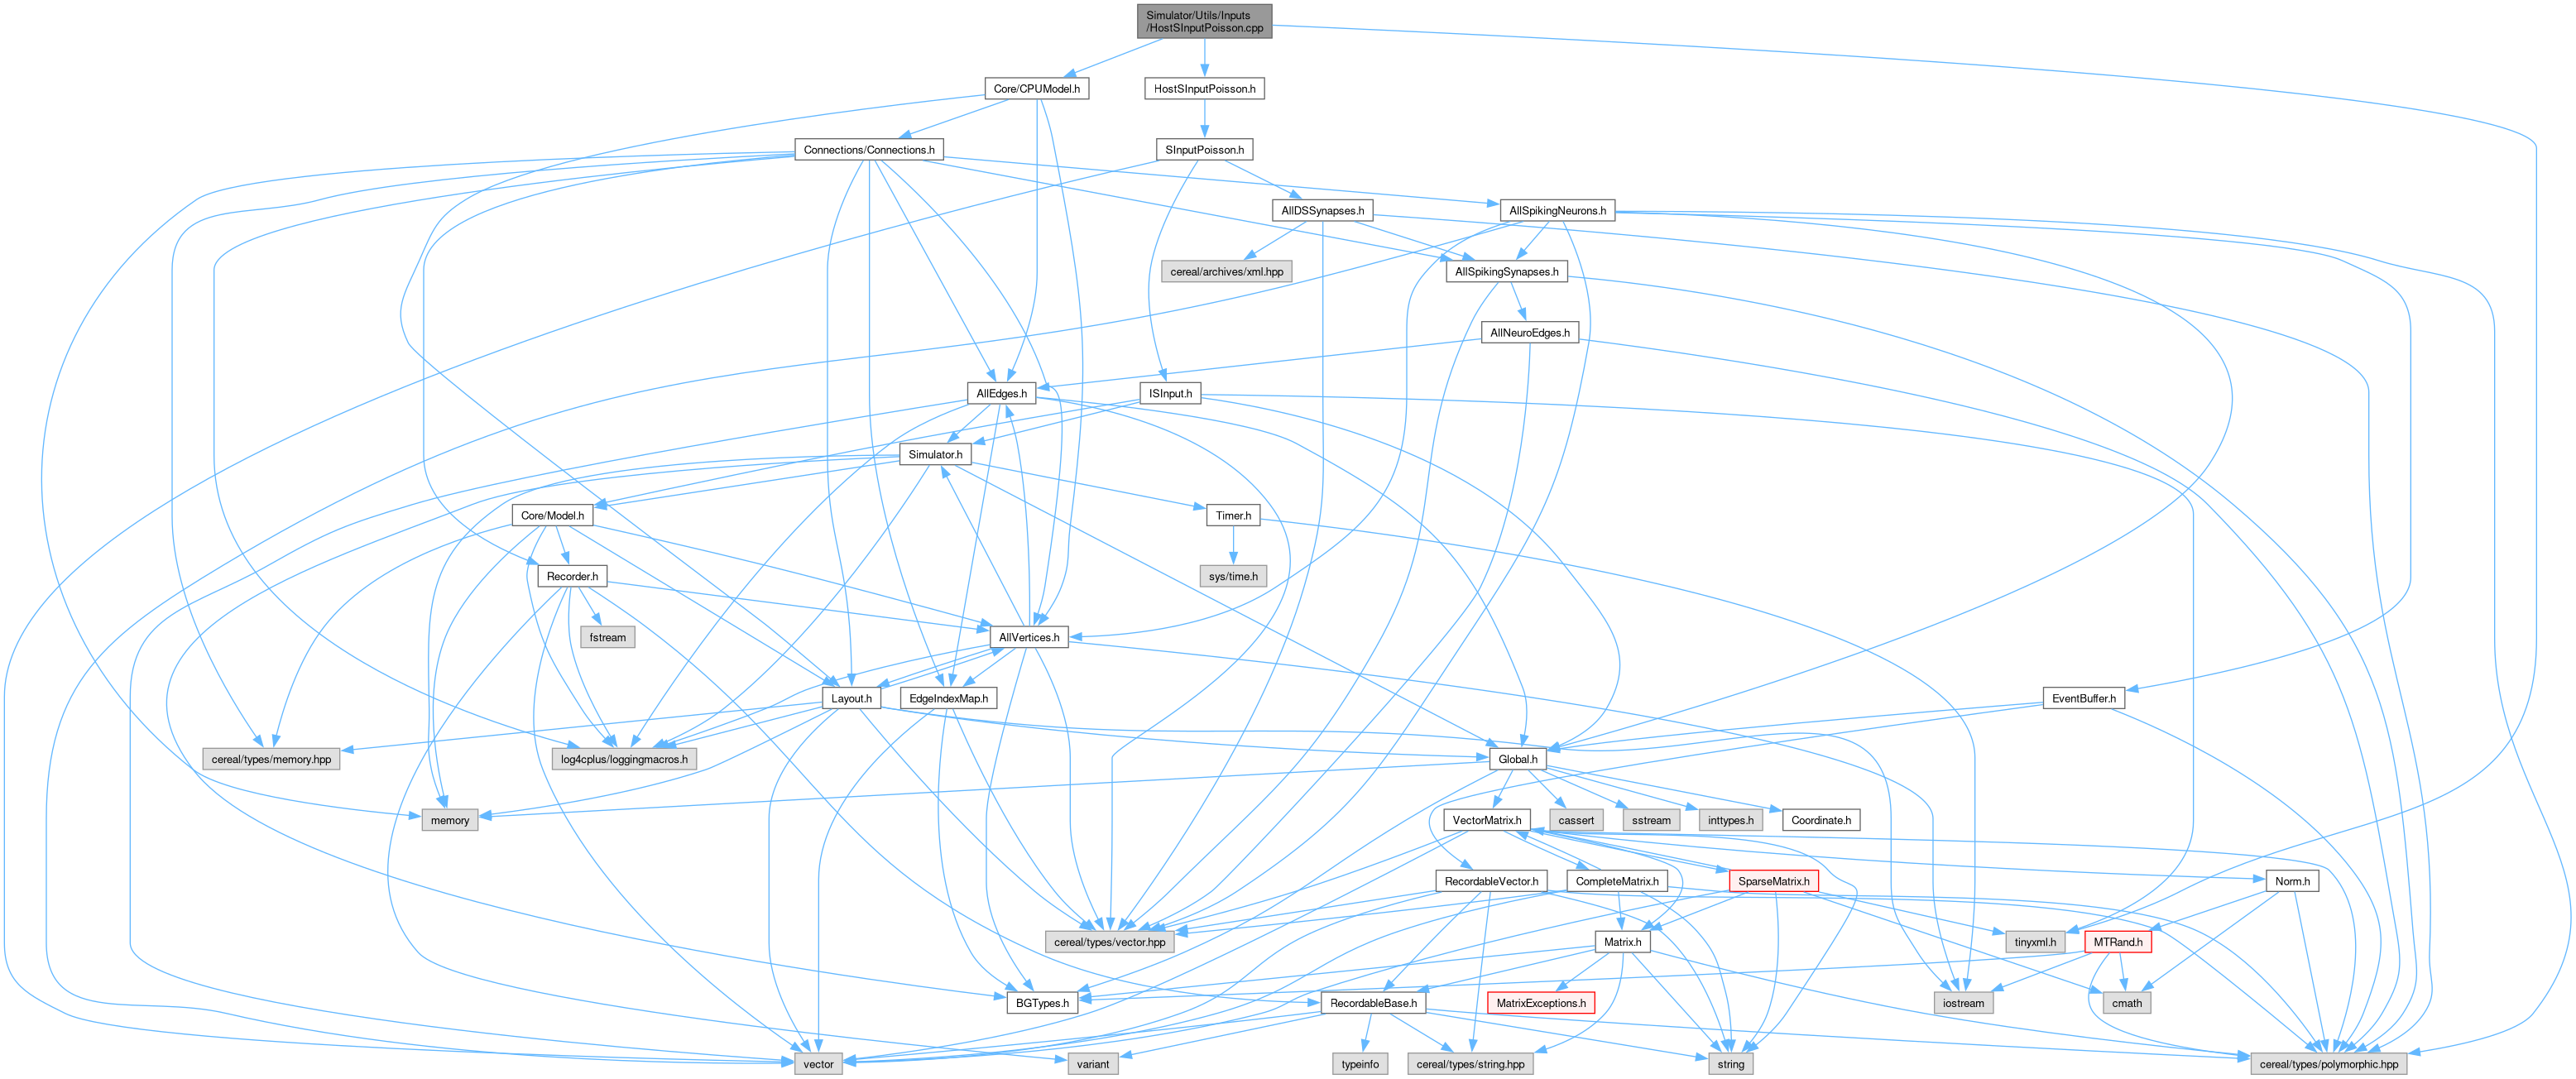 Simulator/Utils/Inputs
/HostSInputPoisson.cpp
Core/CPUModel.h
HostSInputPoisson.h
Connections/Connections.h
SInputPoisson.h
AllDSSynapses.h
AllSpikingNeurons.h
cereal/archives/xml.hpp
AllSpikingSynapses.h
AllNeuroEdges.h
AllEdges.h
ISInput.h
Simulator.h
Core/Model.h
Timer.h
Recorder.h
sys/time.h
fstream
AllVertices.h
Layout.h
EdgeIndexMap.h
EventBuffer.h
cereal/types/memory.hpp
log4cplus/loggingmacros.h
Global.h
memory
VectorMatrix.h
cassert
sstream
inttypes.h
Coordinate.h
RecordableVector.h
CompleteMatrix.h
SparseMatrix.h
Norm.h
cereal/types/vector.hpp
Matrix.h
tinyxml.h
MTRand.h
BGTypes.h
RecordableBase.h
MatrixExceptions.h
iostream
cmath
vector
variant
typeinfo
cereal/types/string.hpp
string
cereal/types/polymorphic.hpp